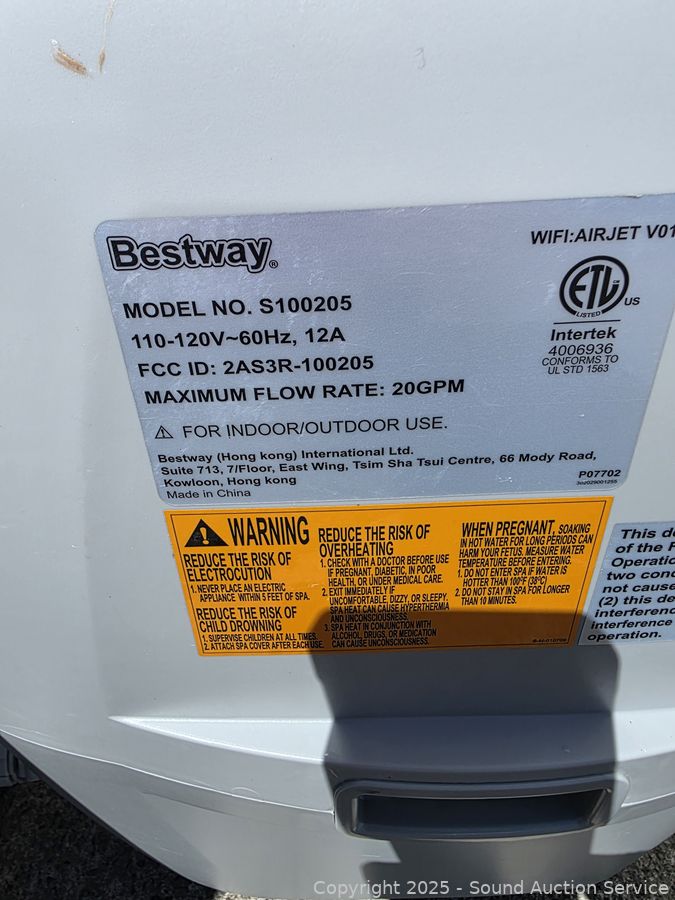 Bestway®
WIFI:AIRJET V01
MODEL NO. S100205
110-120V~60Hz, 12A
FCC ID: 2AS3R-100205
MAXIMUM FLOW RATE: 20GPM
ETL
LISTED
US
Intertek
4006936
CONFORMS TO
UL STD 1563
FOR INDOOR/OUTDOOR USE.
Bestway (Hong kong) International Ltd.
Suite 713, 7/Floor, East Wing, Tsim Sha Tsui Centre, 66 Mody Road,
Kowloon, Hong kong
Made in China
P07702
302029001255
WARNING
REDUCE THE RISK OF
ELECTROCUTION
1. NEVER PLACE AN ELECTRIC
APPLIANCE WITHIN 5 FEET OF SPA.
REDUCE THE RISK OF
CHILD DROWNING
1. SUPERVISE CHILDREN AT ALL TIMES.
2. ATTACH SPA COVER AFTER EACH USE.
REDUCE THE RISK OF
OVERHEATING
1. CHECK WITH A DOCTOR BEFORE USE
IF PREGNANT, DIABETIC, IN POOR
HEALTH, OR UNDER MEDICAL CARE.
2. EXIT IMMEDIATELY IF
UNCOMFORTABLE, DIZZY, OR SLEEPY.
SPA HEAT CAN CAUSE HYPERTHERMIA
AND UNCONSCIOUSNESS.
3. SPA HEAT IN CONJUNCTION WITH
ALCOHOL, DRUGS, OR MEDICATION
CAN CAUSE UNCONSCIOUSNESS.
WHEN PREGNANT, SOAKING
IN HOT WATER FOR LONG PERIODS CAN
HARM YOUR FETUS. MEASURE WATER
TEMPERATURE BEFORE ENTERING.
1. DO NOT ENTER SPA IF WATER IS
HOTTER THAN 100°F (38°C)
2. DO NOT STAY IN SPA FOR LONGER
THAN 10 MINUTES.
This de
of the F
Operatio
two cond
not caus
(2) this de
interferenc
interference
operation.
Copyright 2025 - Sound Auction Service